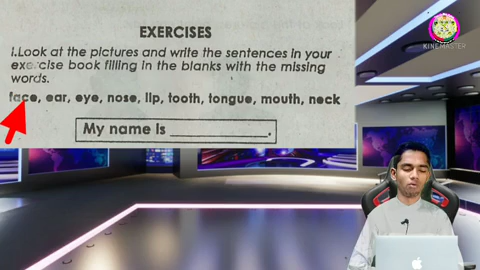 EXERCISES
I.Look at the pictures and write the sentences in your
exercise book filling in the blanks with the missing
words.
face, ear, eye, nose, lip, tooth, tongue, mouth, neck
My name is ____________.
KINEMASTER